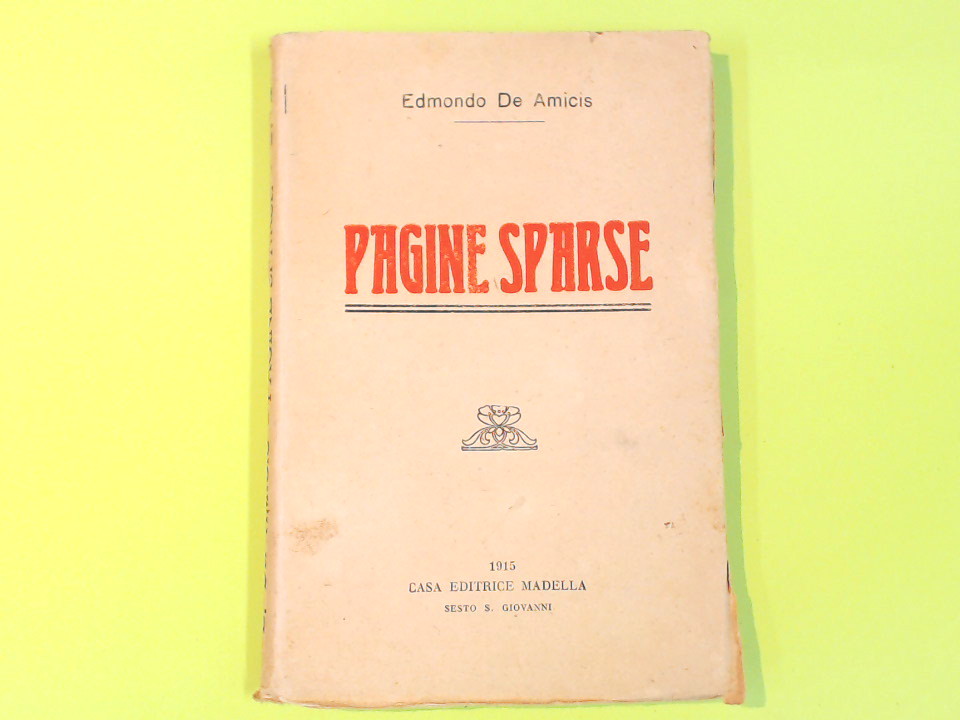 Edmondo De Amicis
PAGINE SPARSE
1915
CASA EDITRICE MADELLA
SESTO S. GIOVANNI